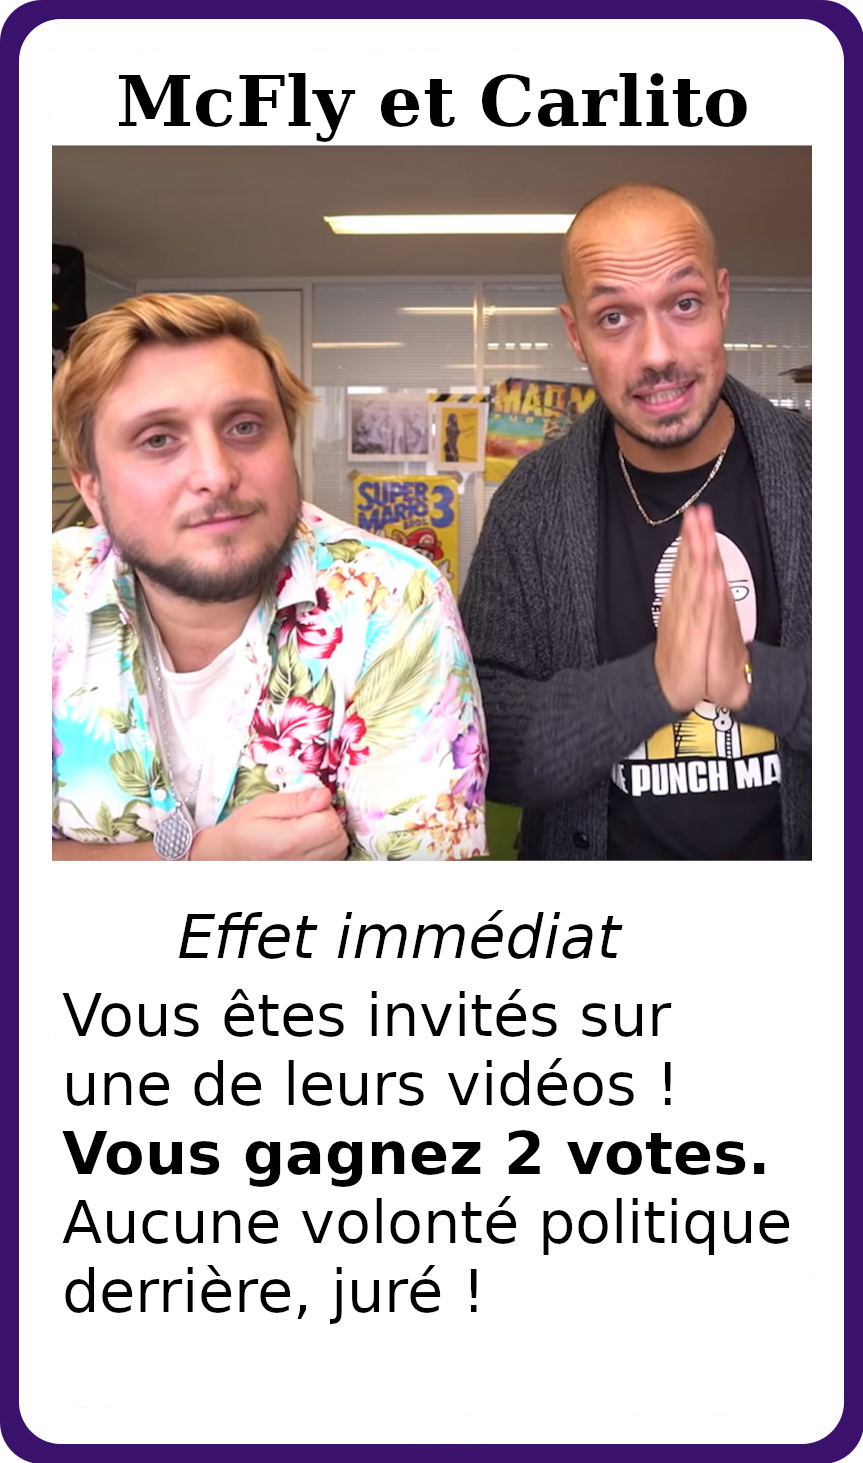 McFly et Carlito
MAD M
FUR
SUPER
MARIO 3
BROS.
E PUNCH MA
Effet immédiat
Vous êtes invités sur
une de leurs vidéos !
Vous gagnez 2 votes.
Aucune volonté politique
derrière, juré !